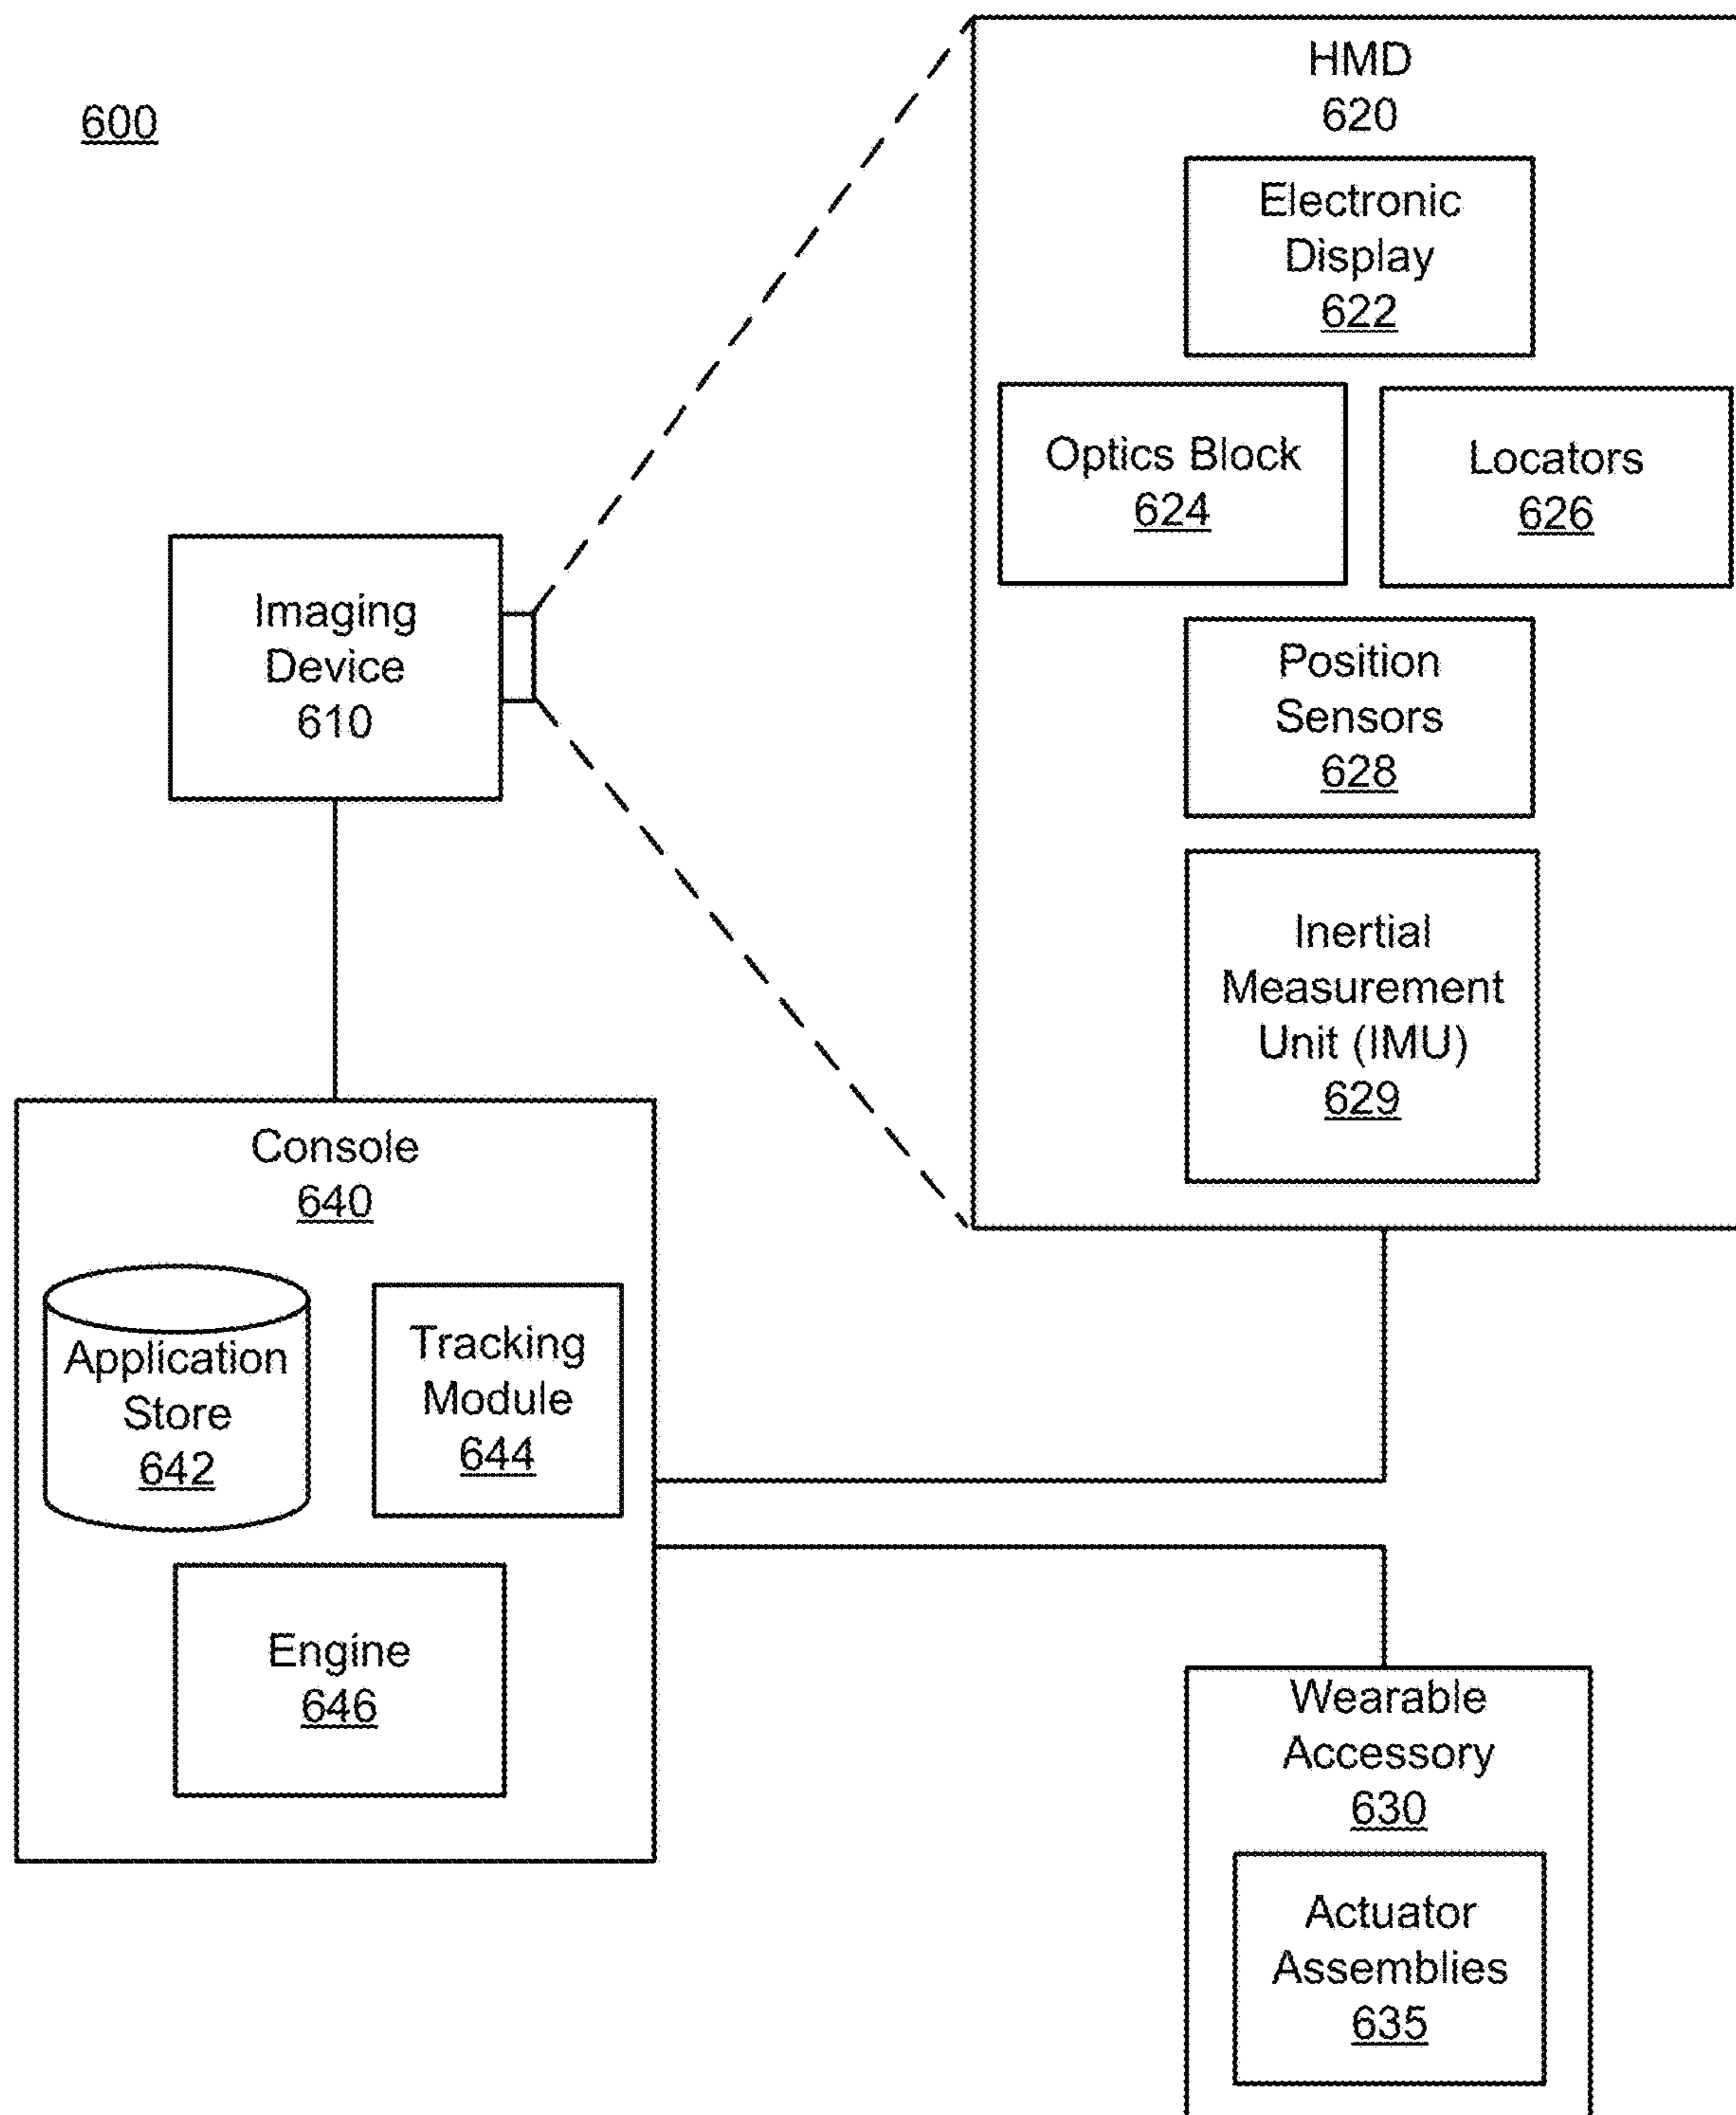 600
HMD
620
Electronic
Display
622
Optics Block
624
Locators
626
Imaging
Device
610
Position
Sensors
628
Inertial
Measurement
Unit (IMU)
629
Console
640
Application
Store
642
Tracking
Module
644
Engine
646
Wearable
Accessory
630
Actuator
Assemblies
635